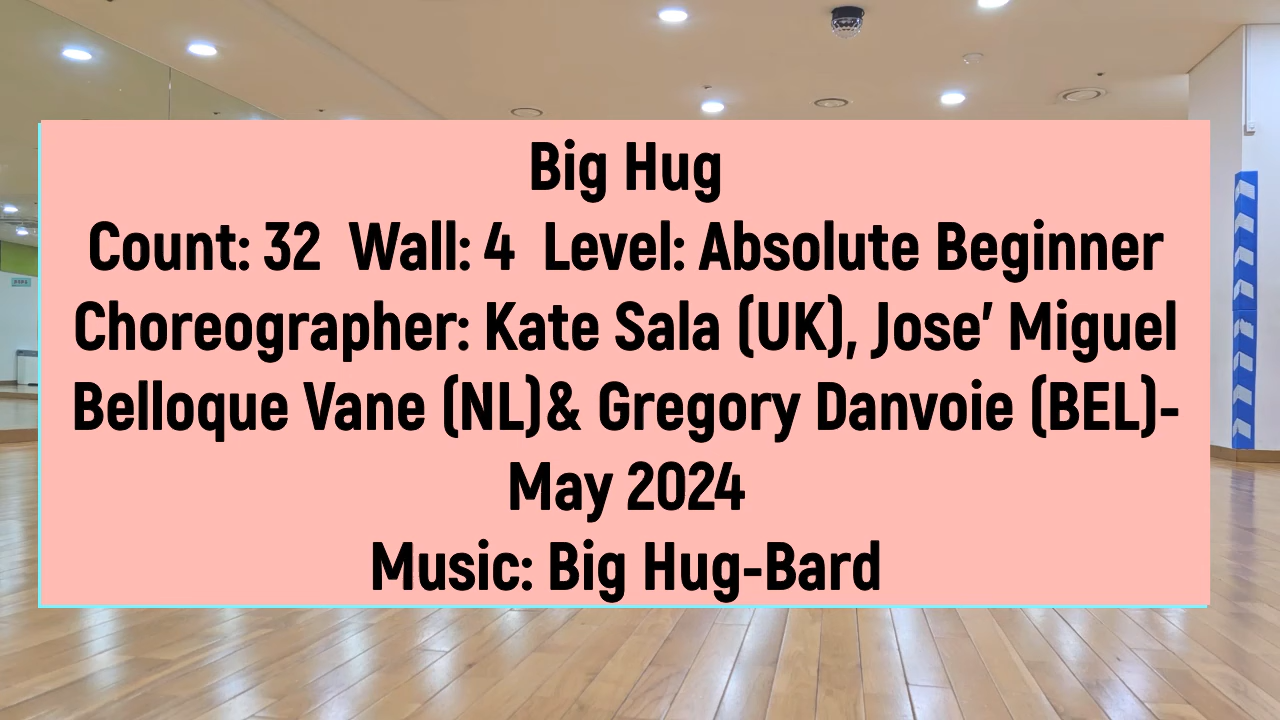 Big Hug
Count: 32  Wall: 4  Level: Absolute Beginner
Choreographer: Kate Sala (UK), Jose' Miguel
Belloque Vane (NL)& Gregory Danvoie (BEL)-
May 2024
Music: Big Hug-Bard